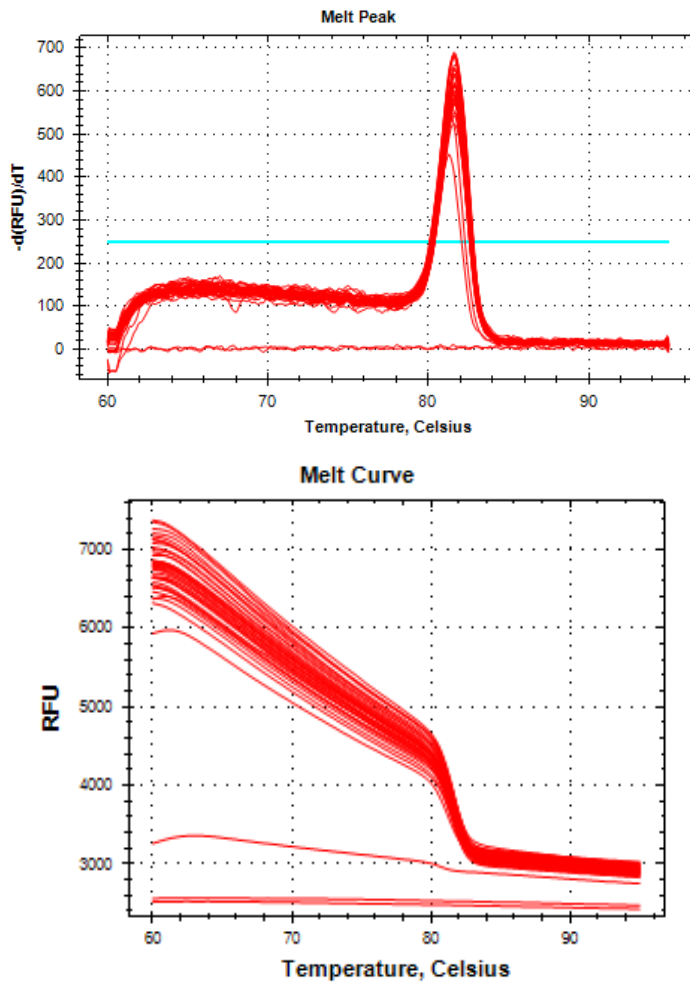 Melt Peak
700
600
500
400
300
200
100
0
-d(RFU)/dT
60 70 80 90
Temperature, Celsius
Melt Curve
7000
6000
5000
4000
3000
RFU
60 70 80 90
Temperature, Celsius